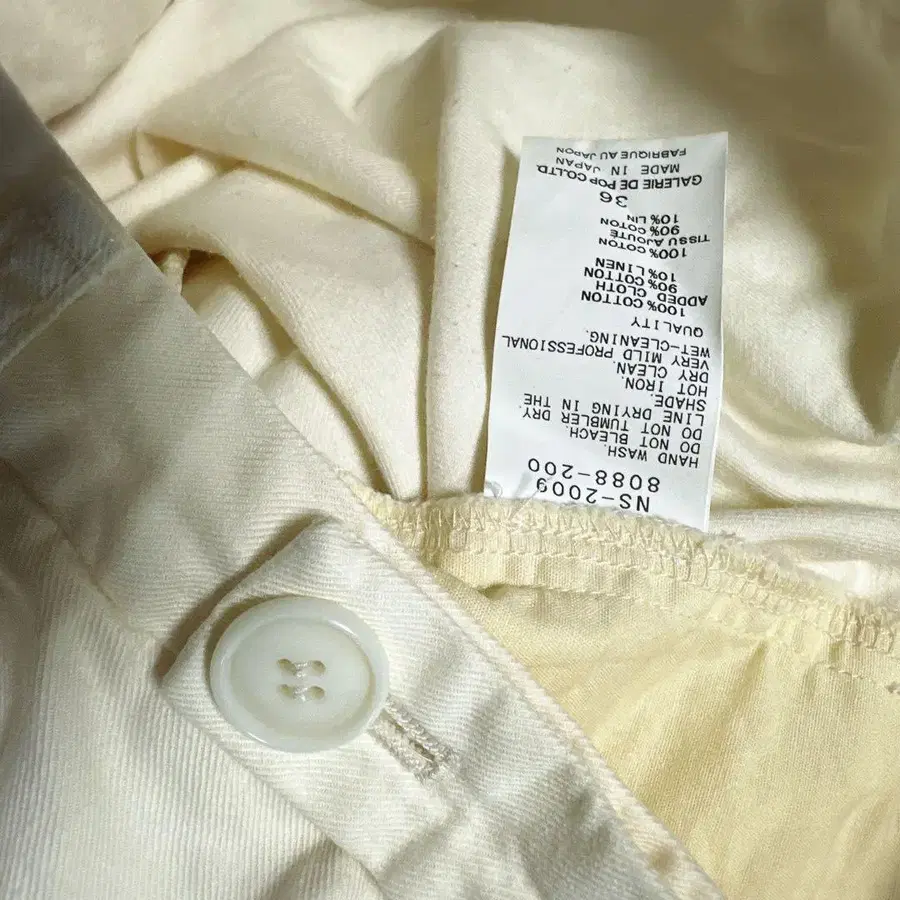 NS-2009
8088-200
HAND WASH.
DO NOT BLEACH.
DO NOT TUMBLER DRY.
LINE DRYING IN THE
SHADE.
HOT IRON.
DRY CLEAN.
VERY MILD PROFESSIONAL
WET-CLEANING.
QUALITY
100% COTTON
ADDED CLOTH
90% COTTON
10% LINEN
100% COTON
TISSU AJOUTÉ
90% COTON
10% LIN
36
GALERIE DE POP CO.LTD
MADE IN JAPAN
FABRIQUE AU JAPON